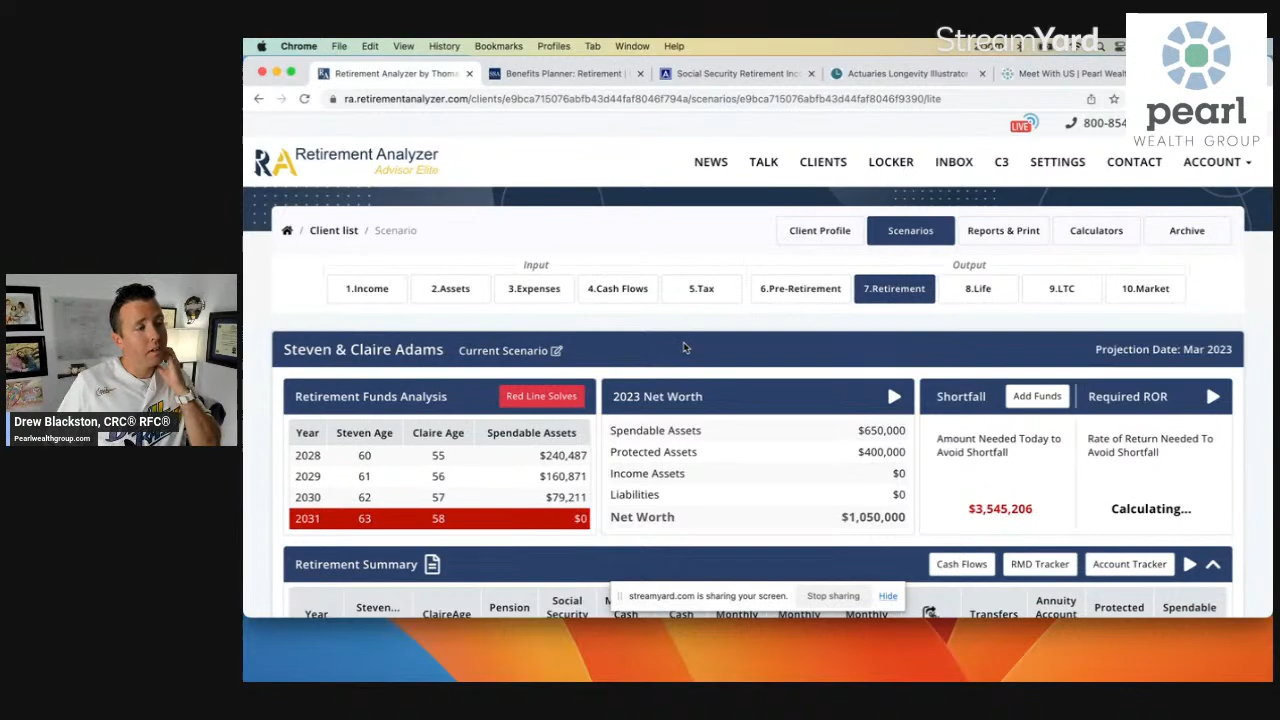 StreamYard
pearl
WEALTH GROUP
Chrome File Edit View History Bookmarks Profiles Tab Window Help
Retirement Analyzer by Thoma × Benefits Planner: Retirement | × Social Security Retirement Inc × Actuaries Longevity Illustrator × Meet With US | Pearl Wealt
ra.retirementanalyzer.com/clients/e9bca715076abfb43d44faf8046f794a/scenarios/e9bca715076abfb43d44faf8046f9390/lite
LIVE 800-854
RA Retirement Analyzer
Advisor Elite
NEWS TALK CLIENTS LOCKER INBOX C3 SETTINGS CONTACT ACCOUNT
/ Client list / Scenario
Client Profile Scenarios Reports & Print Calculators Archive
Input Output
1.Income 2.Assets 3.Expenses 4.Cash Flows 5.Tax 6.Pre-Retirement 7.Retirement 8.Life 9.LTC 10.Market
Steven & Claire Adams Current Scenario Projection Date: Mar 2023
Retirement Funds Analysis Red Line Solves
Year Steven Age Claire Age Spendable Assets
2028 60 55 $240,487
2029 61 56 $160,871
2030 62 57 $79,211
2031 63 58 $0
2023 Net Worth
Spendable Assets $650,000
Protected Assets $400,000
Income Assets $0
Liabilities $0
Net Worth $1,050,000
Shortfall Add Funds Required ROR
Amount Needed Today to Avoid Shortfall
Rate of Return Needed To Avoid Shortfall
$3,545,206 Calculating...
Retirement Summary Cash Flows RMD Tracker Account Tracker
Year Steven... ClaireAge Pension Social Security Cash Cash Monthly Monthly Monthly Transfers Annuity Account Protected Spendable
streamyard.com is sharing your screen. Stop sharing Hide
Drew Blackston, CRC® RFC®
Pearlwealthgroup.com